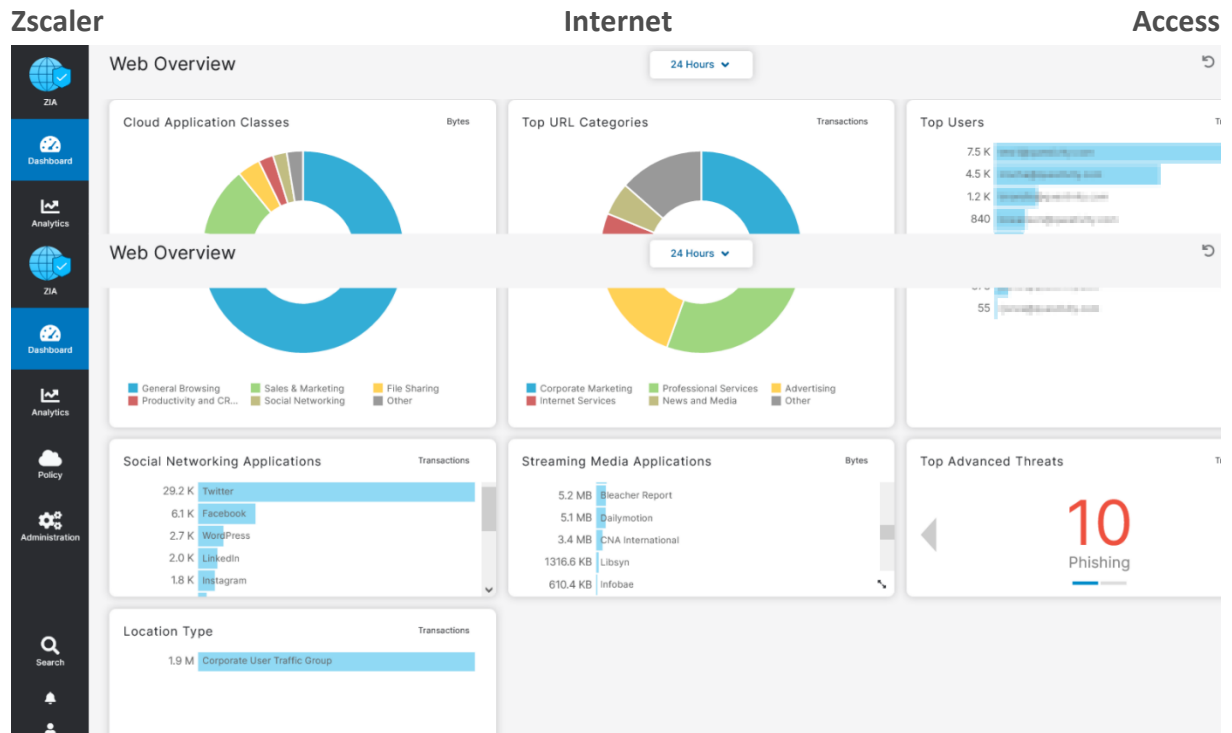 Zscaler Internet Access
ZIA
Dashboard
Analytics
ZIA
Dashboard
Analytics
Policy
Administration
Search
Web Overview
24 Hours
Cloud Application Classes Bytes
Top URL Categories Transactions
Top Users
7.5 K
4.5 K
1.2 K
840
Web Overview
24 Hours
55
General Browsing Sales & Marketing File Sharing
Productivity and CR... Social Networking Other
Corporate Marketing Professional Services Advertising
Internet Services News and Media Other
Social Networking Applications Transactions
29.2 K Twitter
6.1 K Facebook
2.7 K WordPress
2.0 K LinkedIn
1.8 K Instagram
Streaming Media Applications Bytes
5.2 MB Bleacher Report
5.1 MB Dailymotion
3.4 MB CNA International
1316.6 KB Libsyn
610.4 KB Infobae
Top Advanced Threats
10
Phishing
Location Type Transactions
1.9 M Corporate User Traffic Group